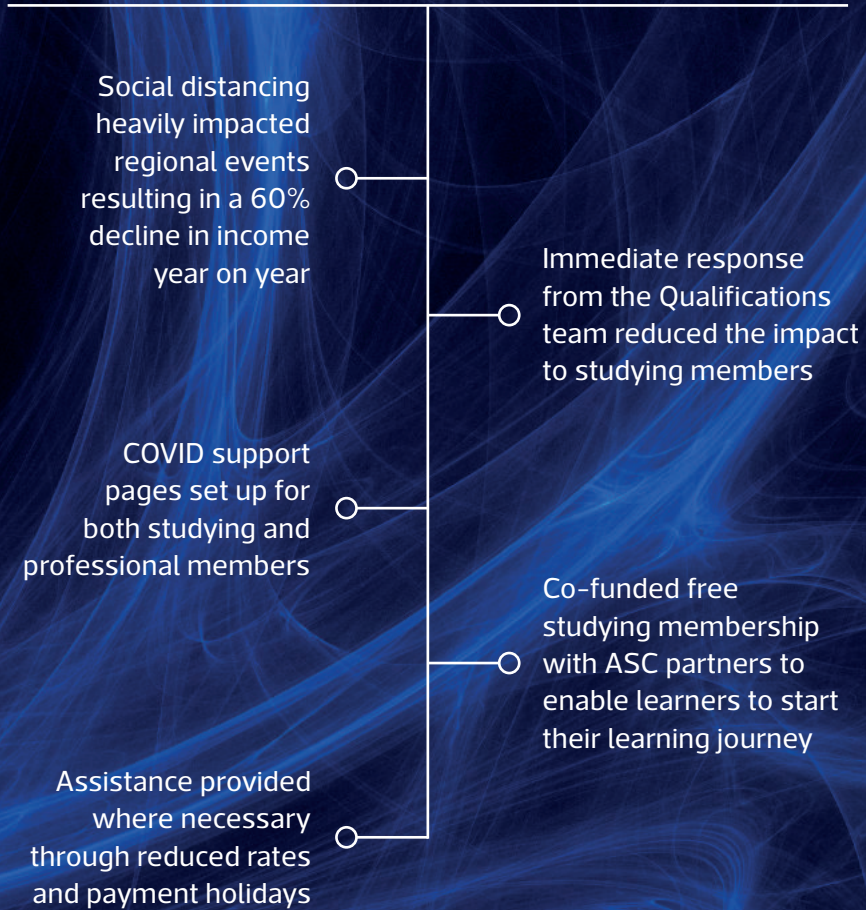 Social distancing
heavily impacted
regional events
resulting in a 60%
decline in income
year on year
Immediate response
from the Qualifications
team reduced the impact
to studying members
COVID support
pages set up for
both studying and
professional members
Co-funded free
studying membership
with ASC partners to
enable learners to start
their learning journey
Assistance provided
where necessary
through reduced rates
and payment holidays